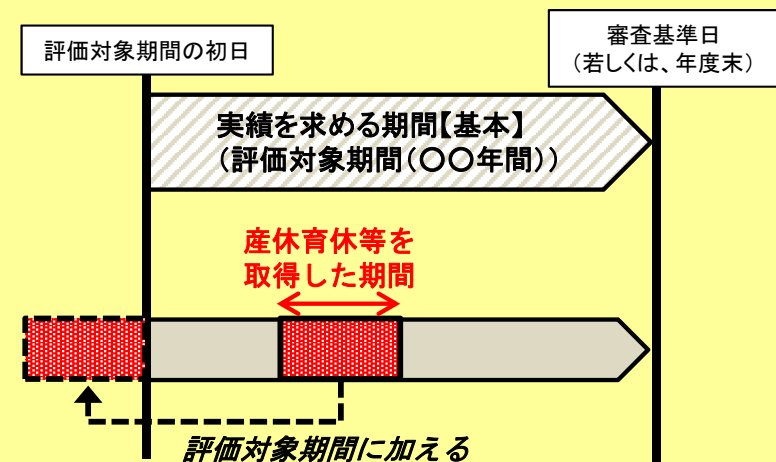 評価対象期間の初日
審査基準日
（若しくは、年度末）
実績を求める期間【基本】
（評価対象期間（〇〇年間））
産休育休等を
取得した期間
評価対象期間に加える